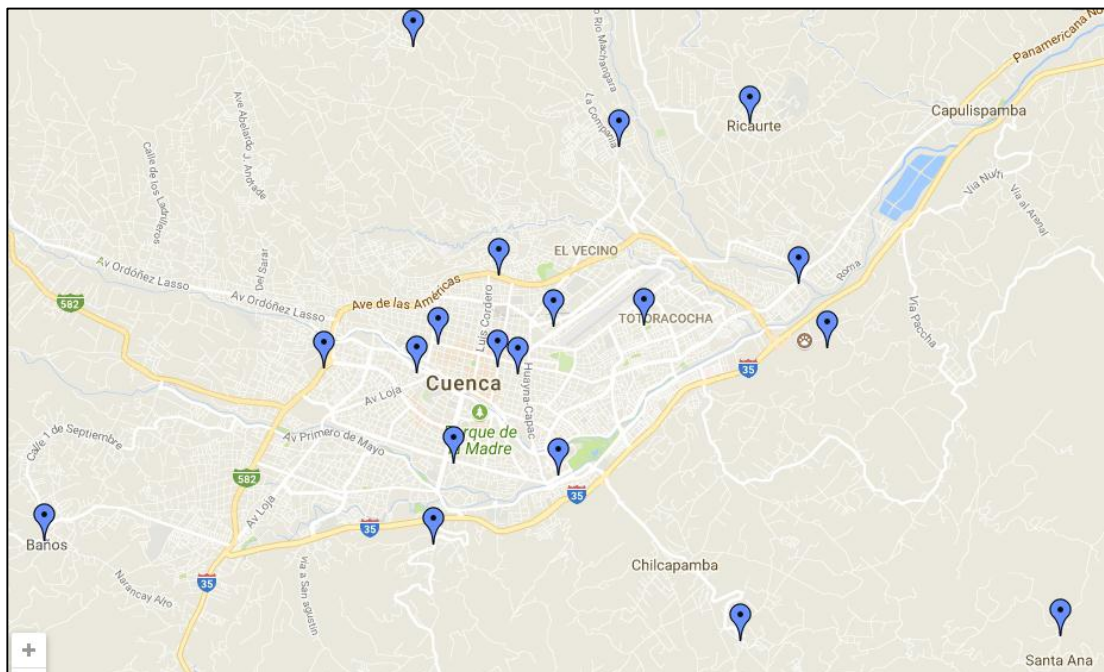 Panamericana No
Rio Machangara
La Compania
Ricaurte
Capulispamba
Ave Abelardo J. Andrade
Calle de los Ladrilleros
Via Nulti
Via al Arenal
EL VECINO
Av Ordóñez Lasso
Del Sarar
Roma
Ave de las Américas
Av Ordóñez Lasso
582
Luis Cordero
TOTORACOCHA
Vía Paccha
35
Cuenca
Av Loja
Huayna-Capac
Calle 1 de Septiembre
Av Primero de Mayo
Parque de
la Madre
582
35
Av Loja
35
Baños
Chilcapamba
via a San agustin
Narancay Alto
35
Santa Ana
+